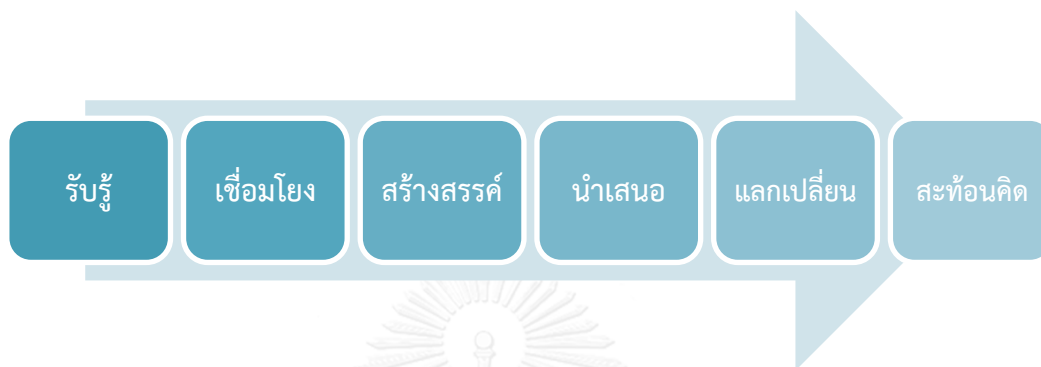 รับรู้
เชื่อมโยง
สร้างสรรค์
นำเสนอ
แลกเปลี่ยน
สะท้อนคิด